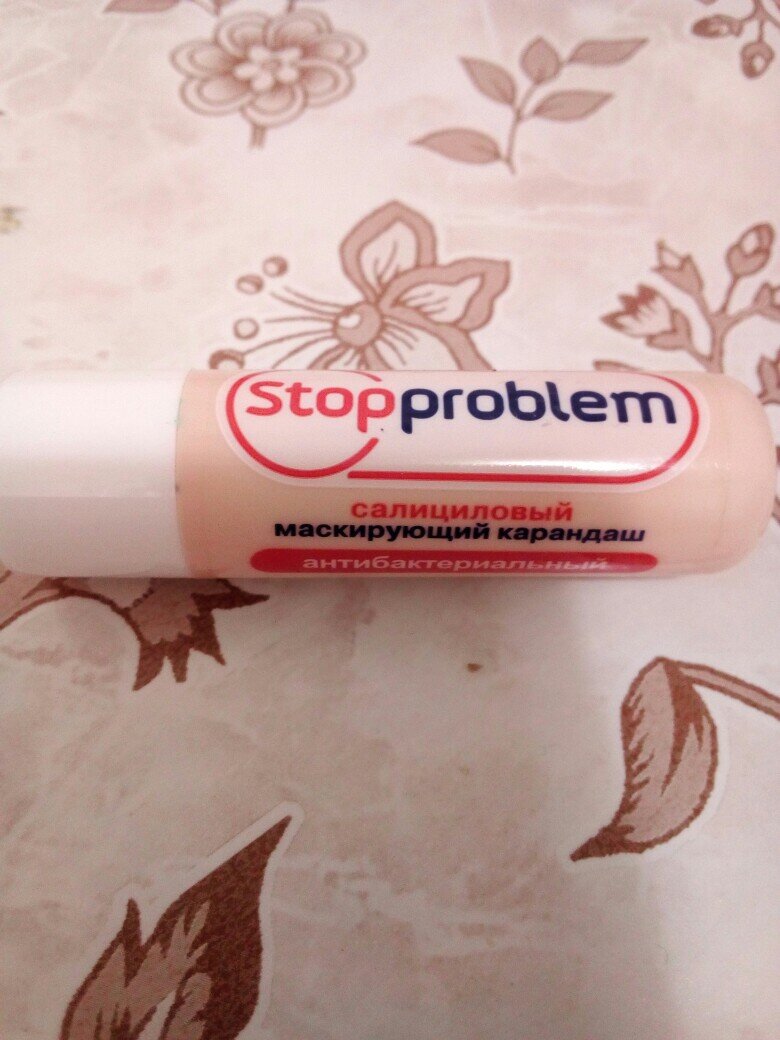 Stopproblem
салициловый
маскирующий карандаш
антибактериальный